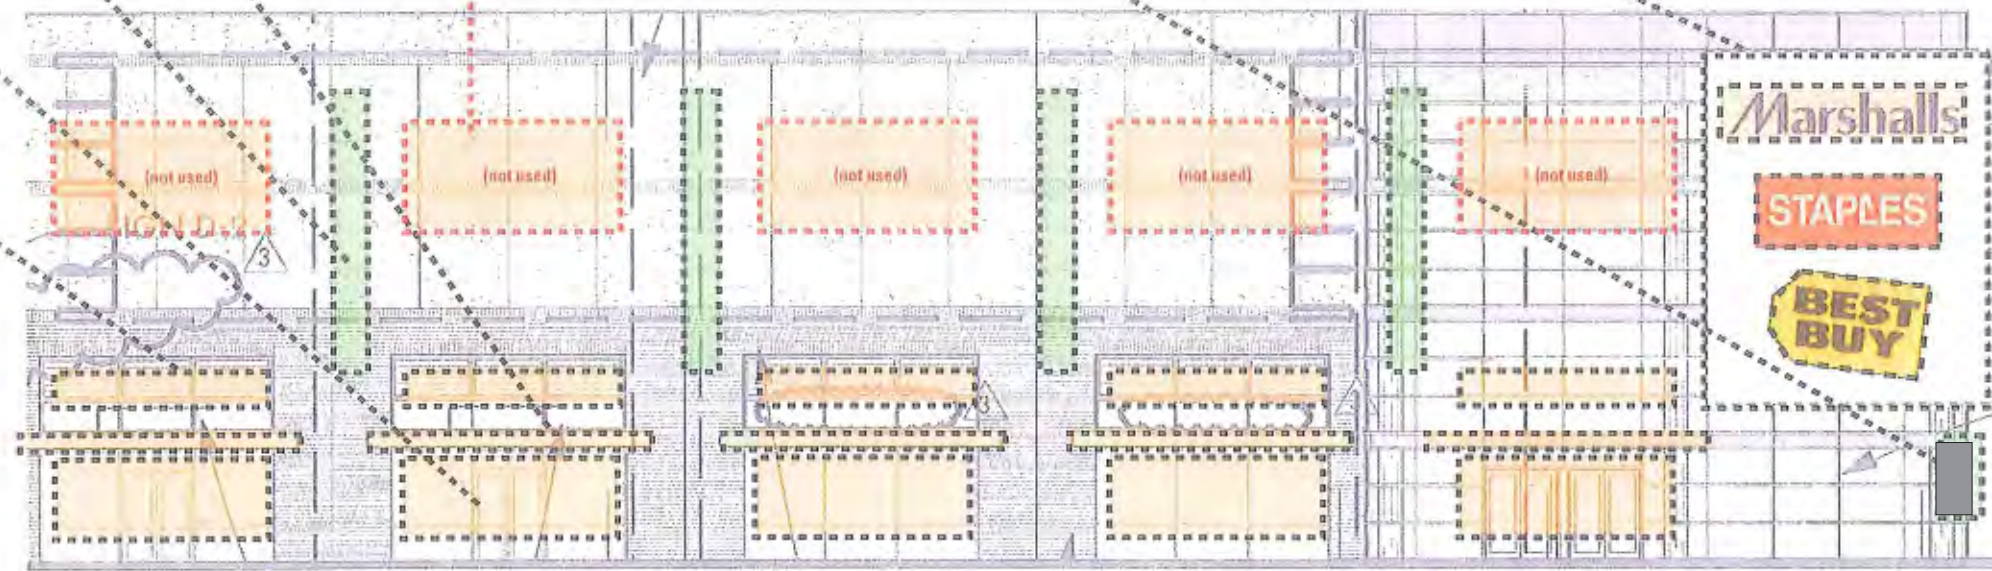 Marshalls
(not used)
(not used)
(not used)
(not used)
(not used)
STAPLES
3
BEST
BUY
3